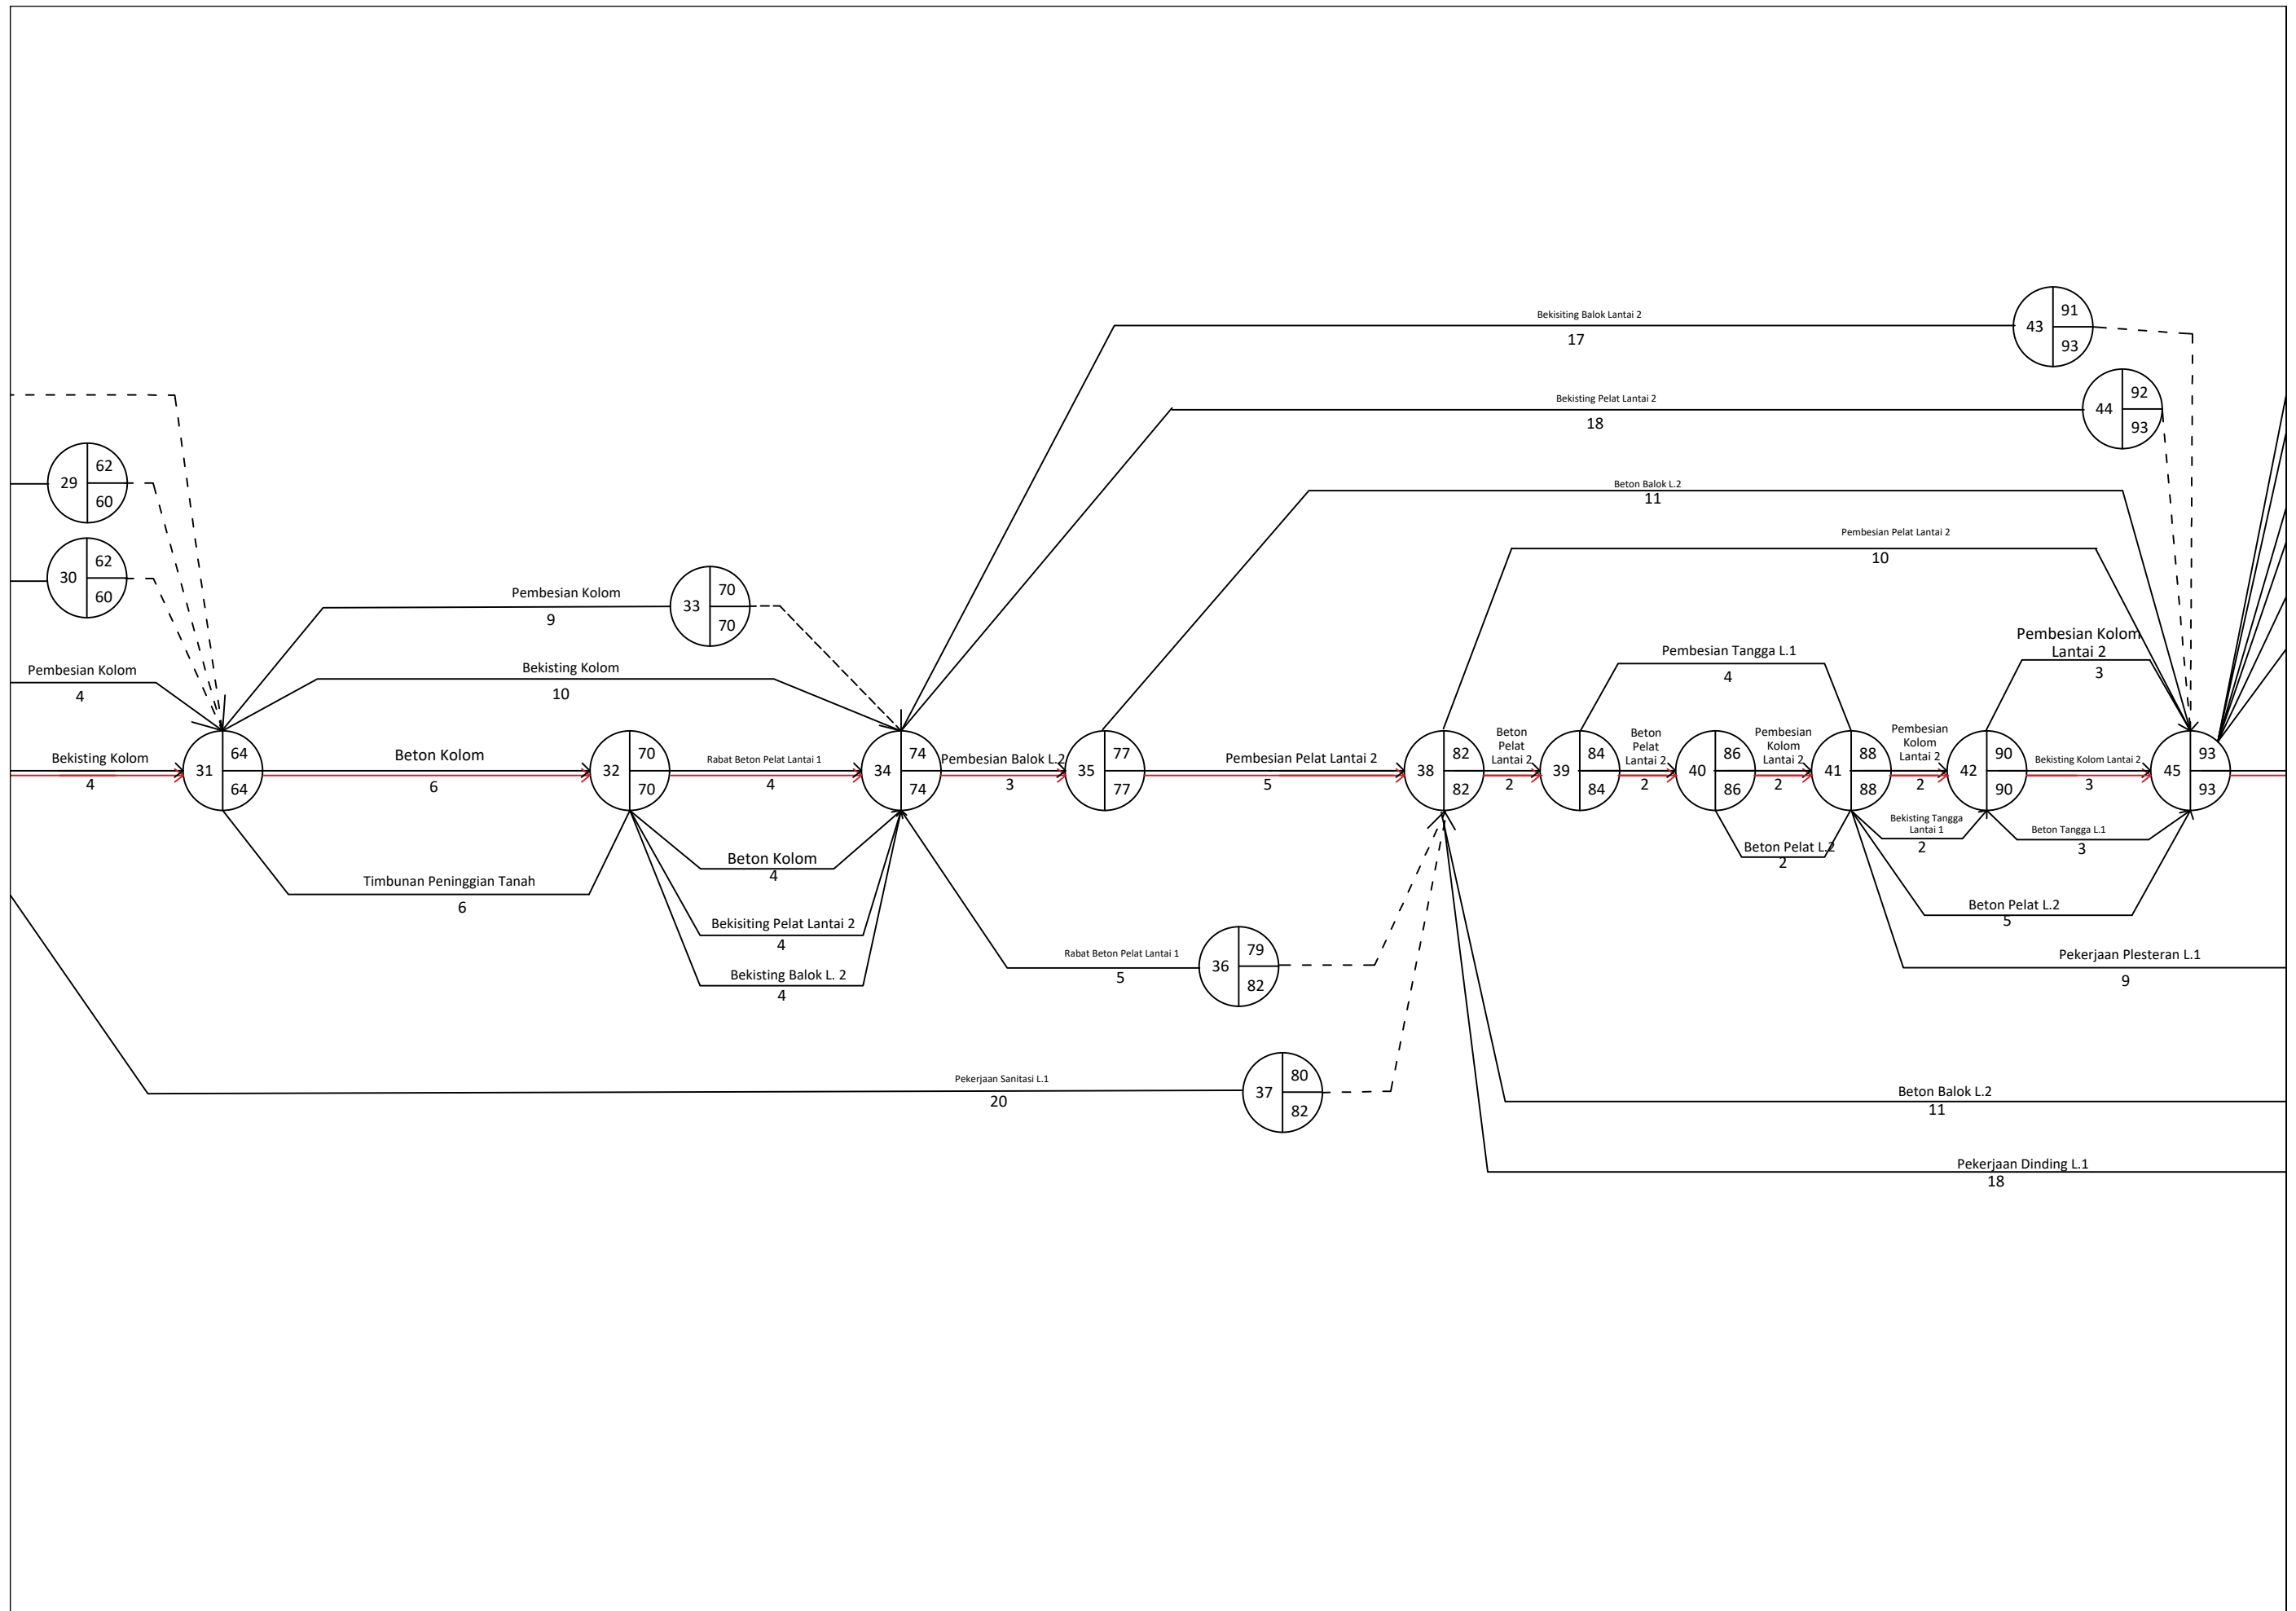 Bekisiting Balok Lantai 2
17
43
91
93
Bekisting Pelat Lantai 2
18
44
92
93
29
62
60
Beton Balok L.2
11
Pembesian Pelat Lantai 2
10
30
62
60
Pembesian Kolom
9
33
70
70
Pembesian Kolom
4
Bekisting Kolom
10
Pembesian Tangga L.1
4
Pembesian Kolom
Lantai 2
3
Bekisting Kolom
4
31
64
64
Beton Kolom
6
32
70
70
Rabat Beton Pelat Lantai 1
4
34
74
74
Pembesian Balok L.2
3
35
77
77
Pembesian Pelat Lantai 2
5
38
82
82
Beton
Pelat
Lantai 2
2
39
84
84
Beton
Pelat
Lantai 2
2
40
86
86
Pembesian
Kolom
Lantai 2
2
41
88
88
Pembesian
Kolom
Lantai 2
2
42
90
90
Bekisting Kolom Lantai 2
3
45
93
93
Timbunan Peninggian Tanah
6
Beton Kolom
4
Bekisiting Pelat Lantai 2
4
Bekisting Balok L. 2
4
Rabat Beton Pelat Lantai 1
5
36
79
82
Beton Pelat L.2
2
Bekisting Tangga
Lantai 1
2
Beton Tangga L.1
3
Beton Pelat L.2
5
Pekerjaan Plesteran L.1
9
Pekerjaan Sanitasi L.1
20
37
80
82
Beton Balok L.2
11
Pekerjaan Dinding L.1
18